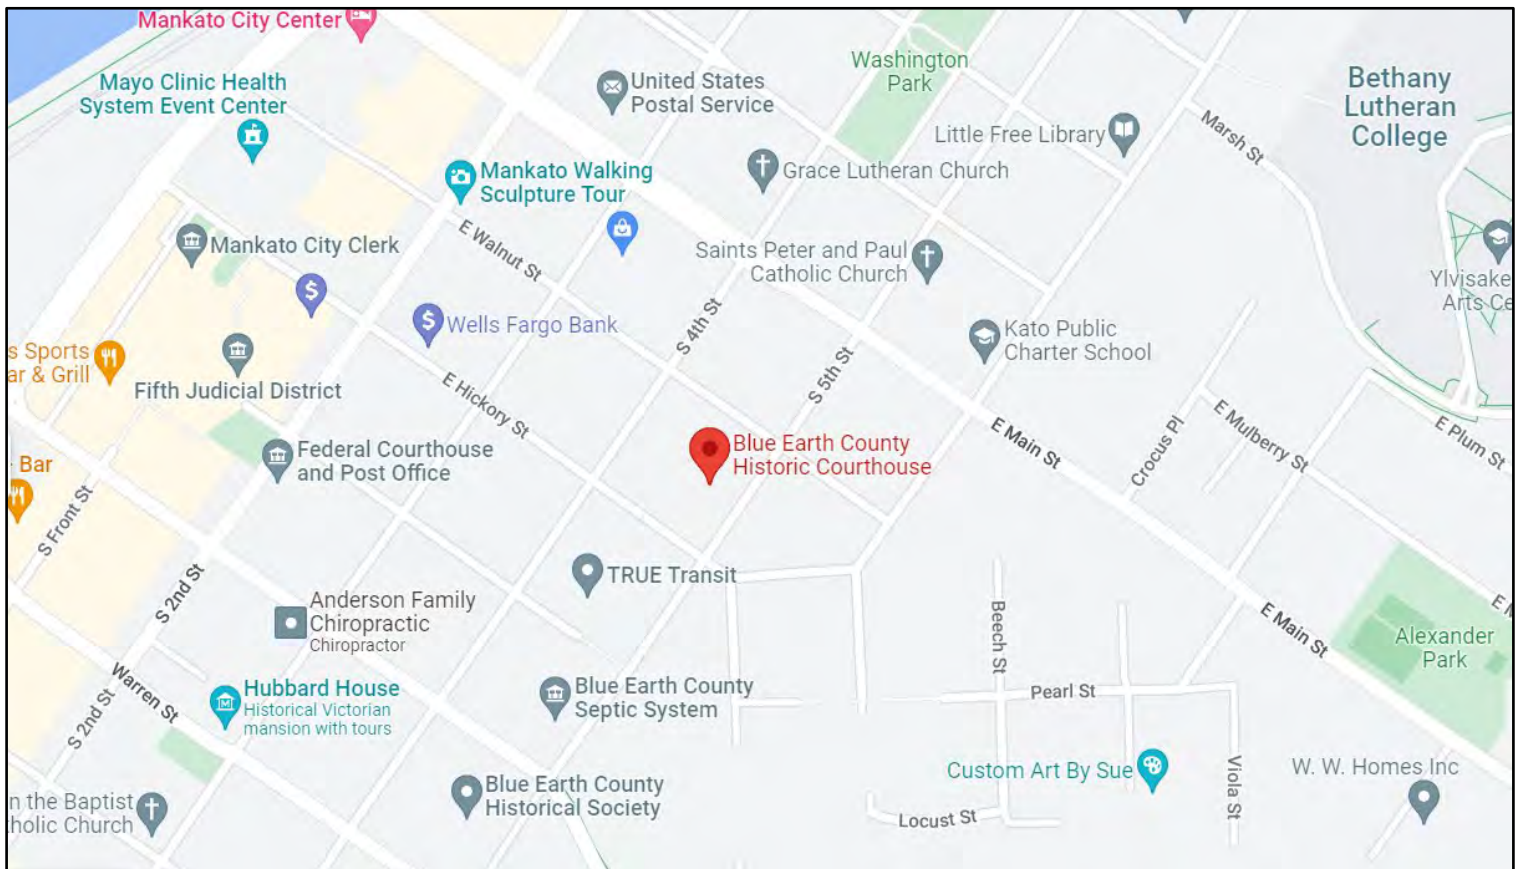 Mankato City Center
Mayo Clinic Health
System Event Center
United States
Postal Service
Washington
Park
Bethany
Lutheran
College
Little Free Library
Marsh St
Mankato Walking
Sculpture Tour
Grace Lutheran Church
E Walnut St
Mankato City Clerk
Saints Peter and Paul
Catholic Church
Ylvisake
Arts Ce
$
$
Wells Fargo Bank
S 4th St
Kato Public
Charter School
s Sports
ar & Grill
Fifth Judicial District
E Hickory St
S 5th St
E Mulberry St
E Plum St
Crocus Pl
E Main St
Blue Earth County
Historic Courthouse
Federal Courthouse
and Post Office
Bar
S Front St
TRUE Transit
S 2nd St
Anderson Family
Chiropractic
Chiropractor
Beech St
E Main St
E M
Alexander
Park
Warren St
Hubbard House
Historical Victorian
mansion with tours
M
Blue Earth County
Septic System
Pearl St
S 2nd St
Custom Art By Sue
Viola St
W. W. Homes Inc
Blue Earth County
Historical Society
n the Baptist
tholic Church
Locust St